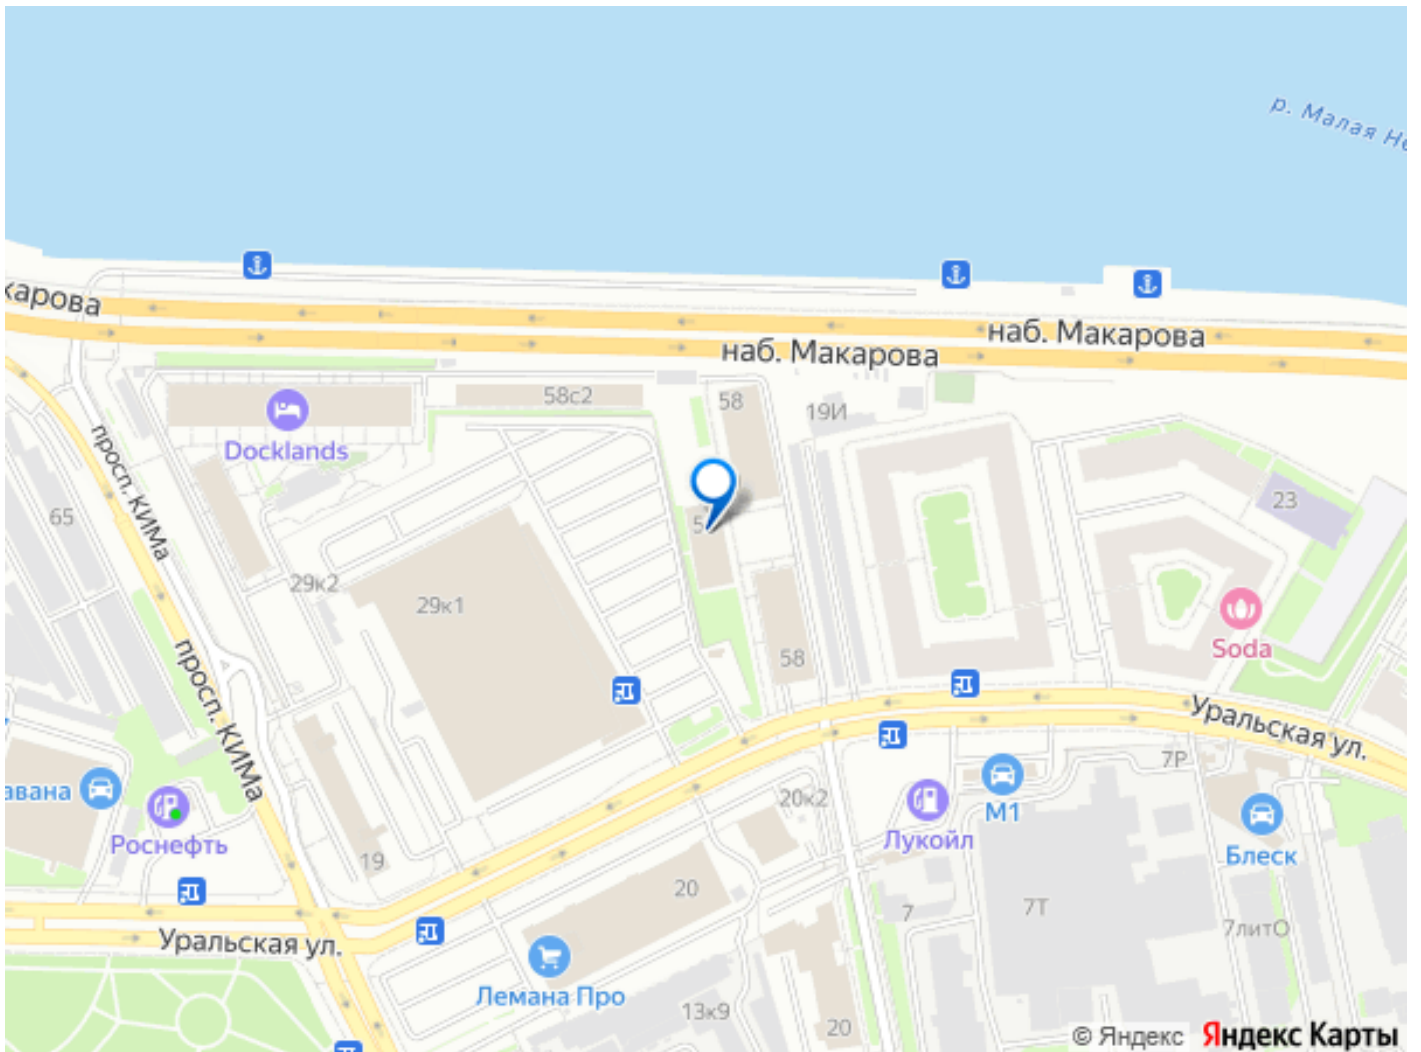 р. Малая Не
карова
наб. Макарова
наб. Макарова
58с2
58
19И
Docklands
просп. КИМа
65
23
29к2
29к1
58
Soda
просп. КИМа
Уральская ул.
7Р
авана
20к2
М1
Роснефть
Лукойл
Блеск
19
20
7
7Т
7литО
Уральская ул.
Лемана Про
13к9
20
© Яндекс Яндекс Карты